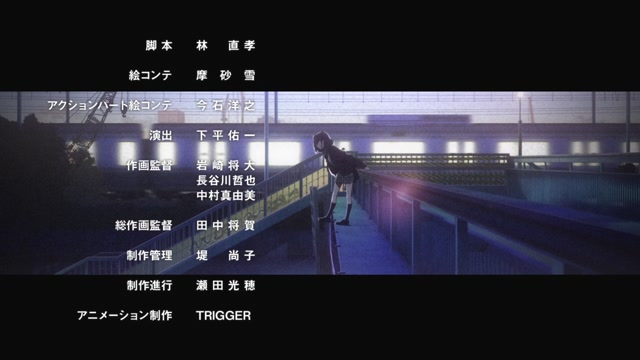 脚本 林 直孝
絵コンテ 摩砂雪
アクションパート絵コンテ 今石洋之
演出 下平佑一
作画監督 岩崎将大
長谷川哲也
中村真由美
総作画監督 田中将賀
制作管理 堤 尚子
制作進行 瀬田光穂
アニメーション制作 TRIGGER